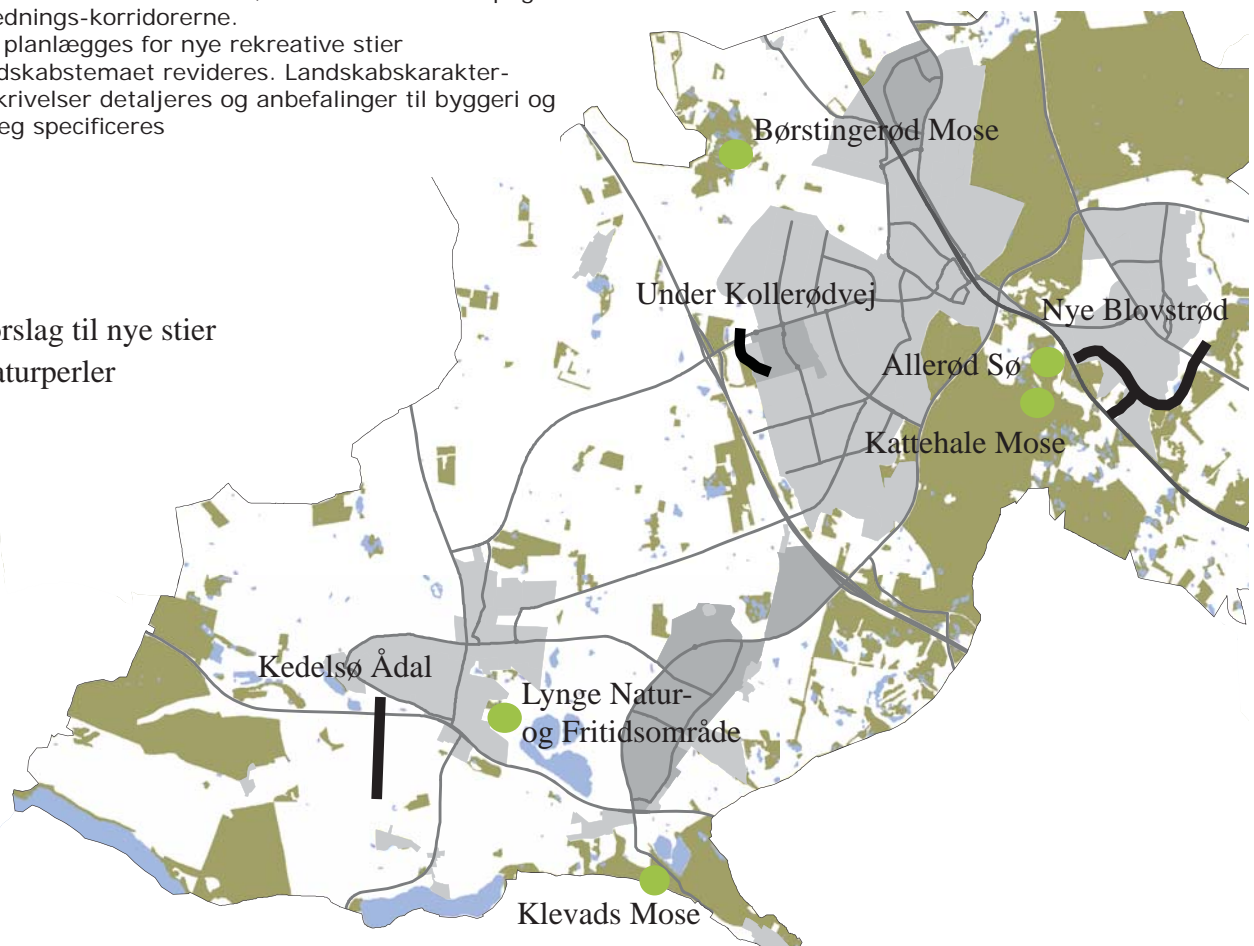 ednings-korridorerne.
planlægges for nye rekreative stier
dskabstemaet revideres. Landskabskarakter-
krivelser detaljeres og anbefalinger til byggeri og
eg specificeres
Børstingerød Mose
Under Kollerødvej
Nye Blovstrød
orslag til nye stier
Allerød Sø
aturperler
Kattehale Mose
Kedelsø Ådal
Lynge Natur-
og Fritidsområde
Klevads Mose